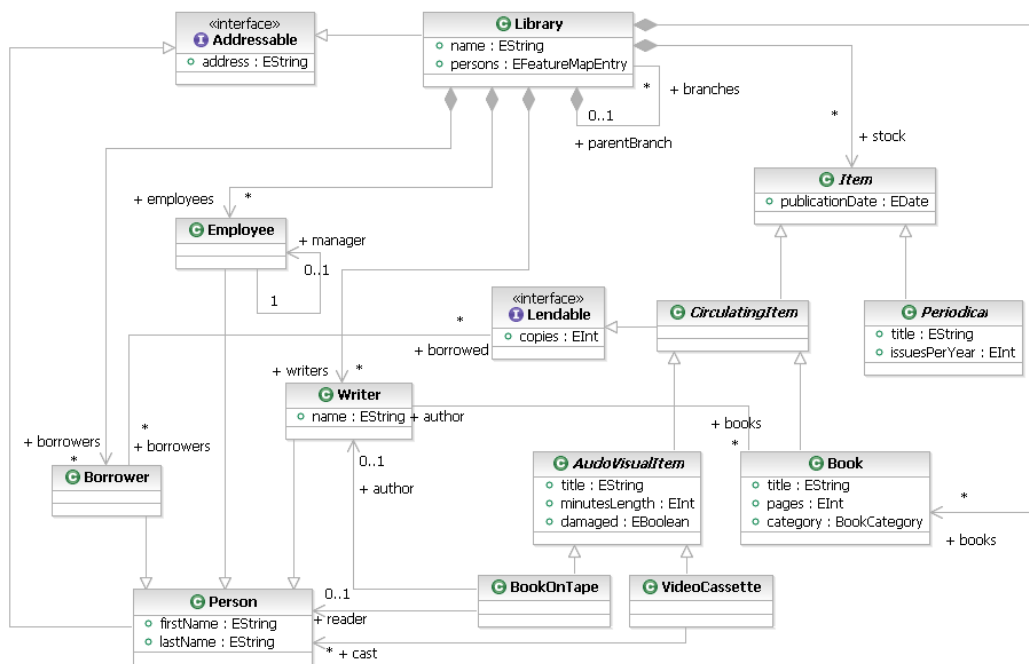 «interface»
Addressable
address : EString
Library
name : EString
persons : EFeatureMapEntry
*
+ branches
0..1
+ parentBranch
*
+ stock
Item
publicationDate : EDate
+ employees
*
Employee
+ manager
0..1
1
«interface»
Lendable
copies : EInt
*
+ borrowed
CirculatingItem
Periodical
title : EString
issuesPerYear : EInt
+ writers
*
Writer
name : EString
+ author
+ books
*
+ borrowers
*
*
+ borrowers
Borrower
0..1
+ author
AudoVisualItem
title : EString
minutesLength : EInt
damaged : EBoolean
Book
title : EString
pages : EInt
category : BookCategory
*
+ books
BookOnTape
VideoCassette
Person
firstName : EString
lastName : EString
0..1
+ reader
* + cast